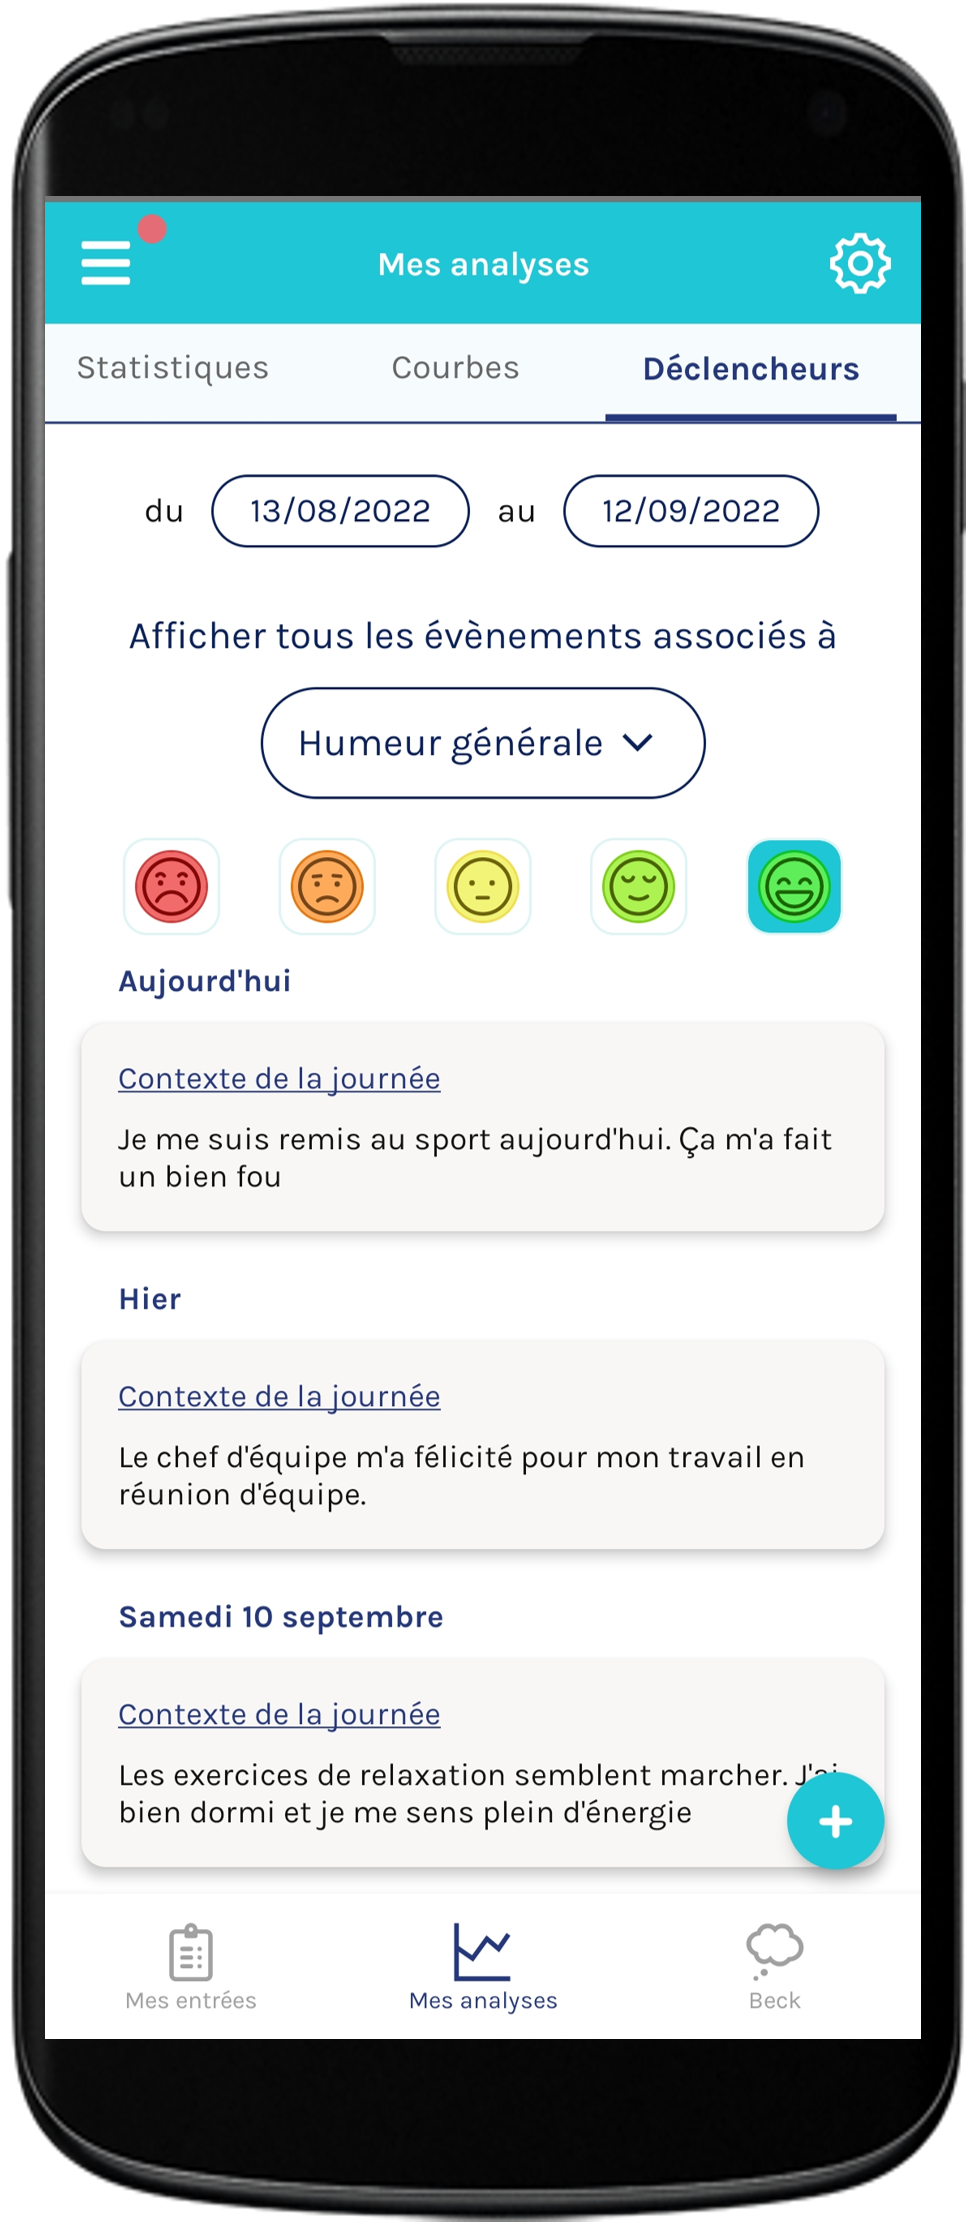 Mes analyses
Statistiques Courbes Déclencheurs
du 13/08/2022 au 12/09/2022
Afficher tous les évènements associés à
Humeur générale
Aujourd'hui
Contexte de la journée
Je me suis remis au sport aujourd'hui. Ça m'a fait
un bien fou
Hier
Contexte de la journée
Le chef d'équipe m'a félicité pour mon travail en
réunion d'équipe.
Samedi 10 septembre
Contexte de la journée
Les exercices de relaxation semblent marcher. J'ai
bien dormi et je me sens plein d'énergie
Mes entrées Mes analyses Beck